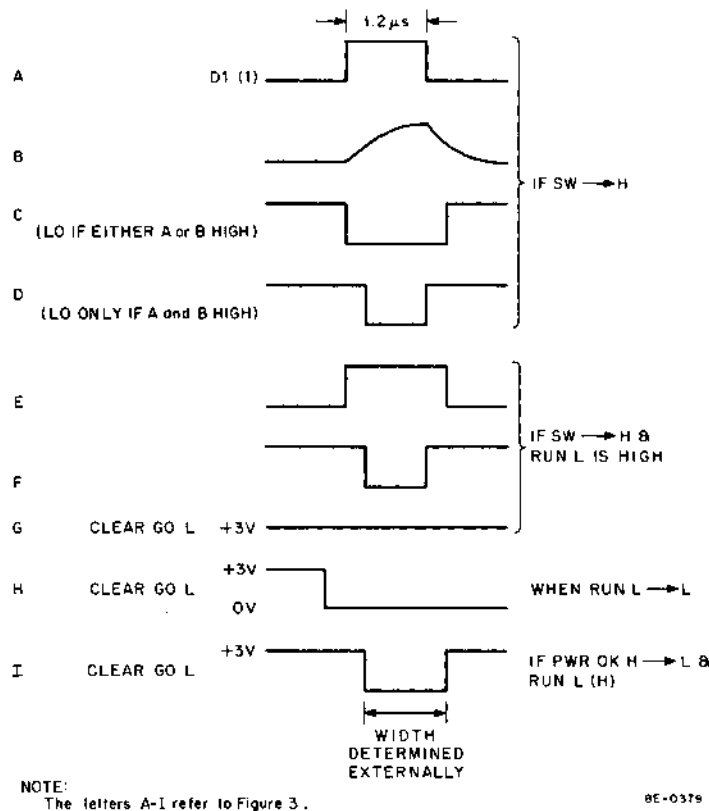 1.2 μs
A D1 (1)
B
C
(LO IF EITHER A or B HIGH)
D
(LO ONLY IF A and B HIGH)
IF SW → H
E
F
IF SW → H &
RUN L IS HIGH
G CLEAR GO L +3V
H CLEAR GO L +3V
0V
WHEN RUN L → L
I CLEAR GO L +3V
IF PWR OK H → L &
RUN L (H)
WIDTH
DETERMINED
EXTERNALLY
NOTE:
The letters A-I refer to Figure 3.
8E-0379